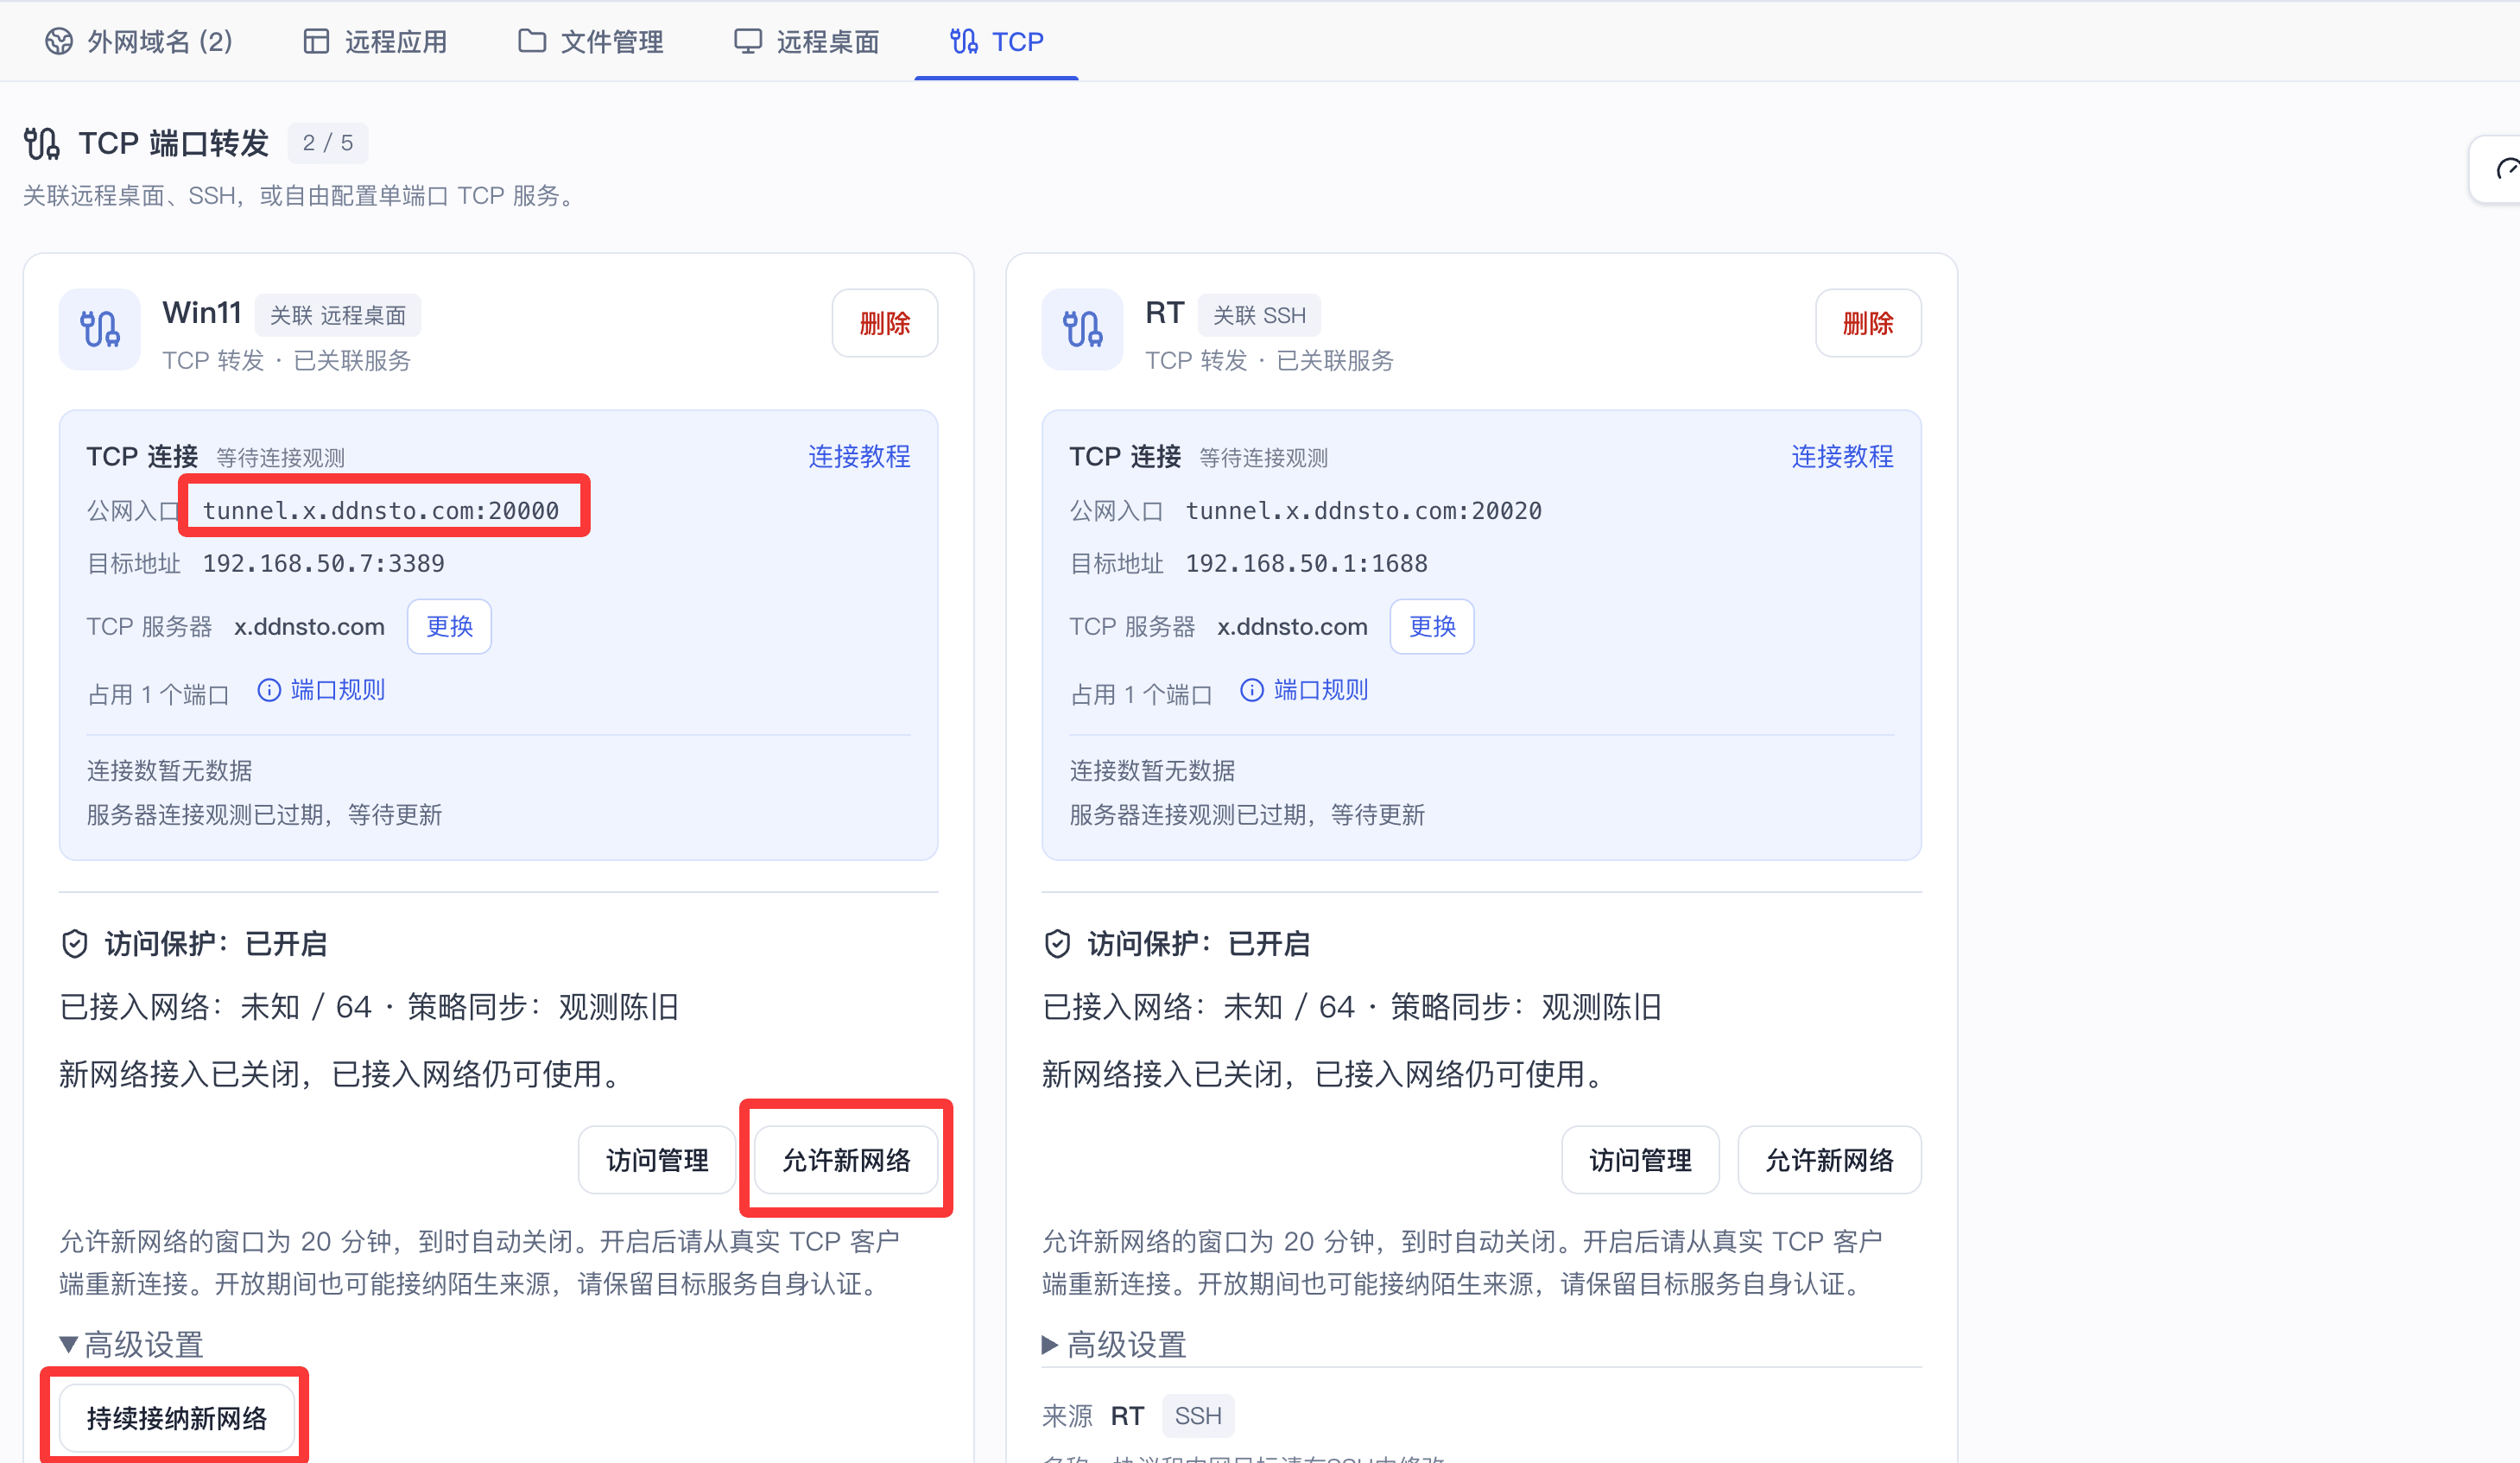 外网域名 (2) 远程应用 文件管理 远程桌面 TCP
TCP 端口转发 2 / 5
关联远程桌面、SSH，或自由配置单端口 TCP 服务。
Win11 关联 远程桌面 删除
TCP 转发 · 已关联服务
TCP 连接 等待连接观测 连接教程
公网入口 tunnel.x.ddnsto.com:20000
目标地址 192.168.50.7:3389
TCP 服务器 x.ddnsto.com 更换
占用 1 个端口 端口规则
连接数暂无数据
服务器连接观测已过期，等待更新
访问保护：已开启
已接入网络：未知 / 64 · 策略同步：观测陈旧
新网络接入已关闭，已接入网络仍可使用。
访问管理 允许新网络
允许新网络的窗口为 20 分钟，到时自动关闭。开启后请从真实 TCP 客户
端重新连接。开放期间也可能接纳陌生来源，请保留目标服务自身认证。
▼高级设置
持续接纳新网络
RT 关联 SSH 删除
TCP 转发 · 已关联服务
TCP 连接 等待连接观测 连接教程
公网入口 tunnel.x.ddnsto.com:20020
目标地址 192.168.50.1:1688
TCP 服务器 x.ddnsto.com 更换
占用 1 个端口 端口规则
连接数暂无数据
服务器连接观测已过期，等待更新
访问保护：已开启
已接入网络：未知 / 64 · 策略同步：观测陈旧
新网络接入已关闭，已接入网络仍可使用。
访问管理 允许新网络
允许新网络的窗口为 20 分钟，到时自动关闭。开启后请从真实 TCP 客户
端重新连接。开放期间也可能接纳陌生来源，请保留目标服务自身认证。
▶高级设置
来源 RT SSH